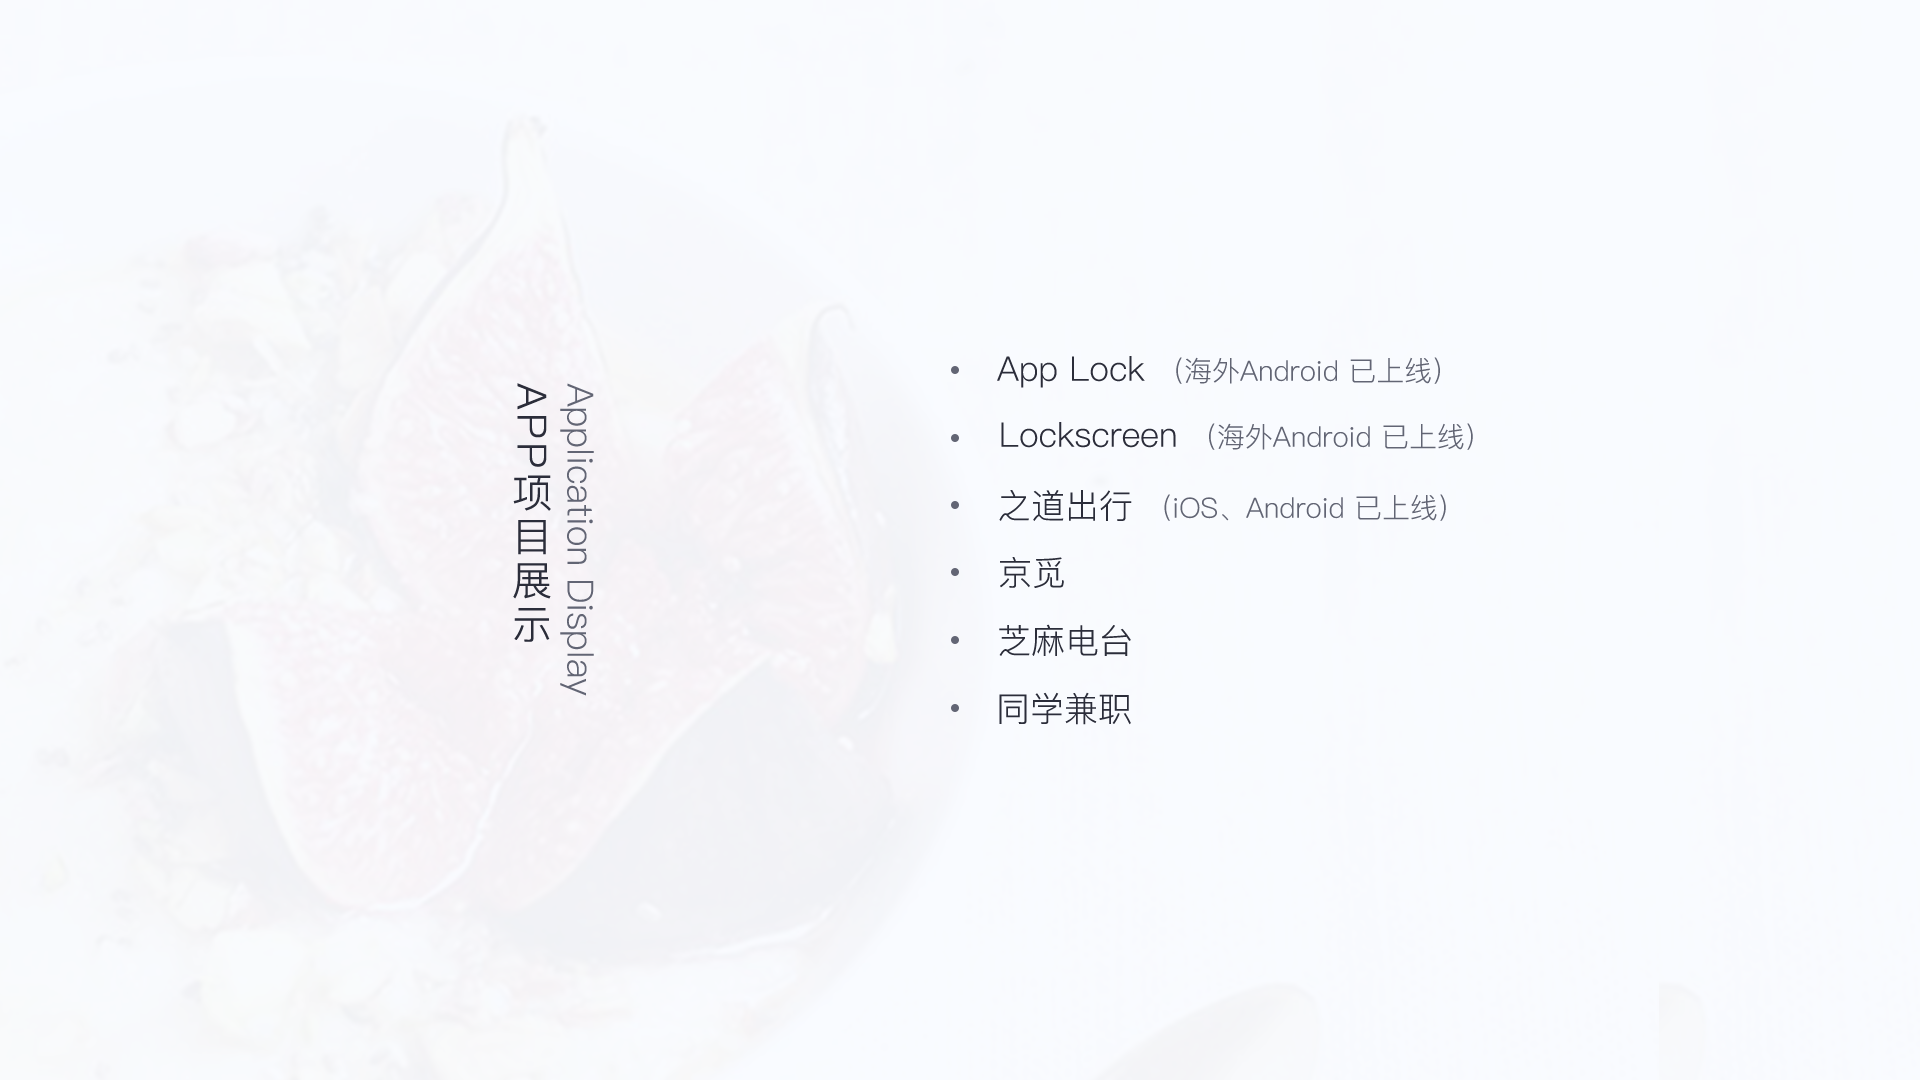 APP项目展示
Application Display
• App Lock （海外Android 已上线）
• Lockscreen （海外Android 已上线）
• 之道出行 （iOS、Android 已上线）
• 京觅
• 芝麻电台
• 同学兼职